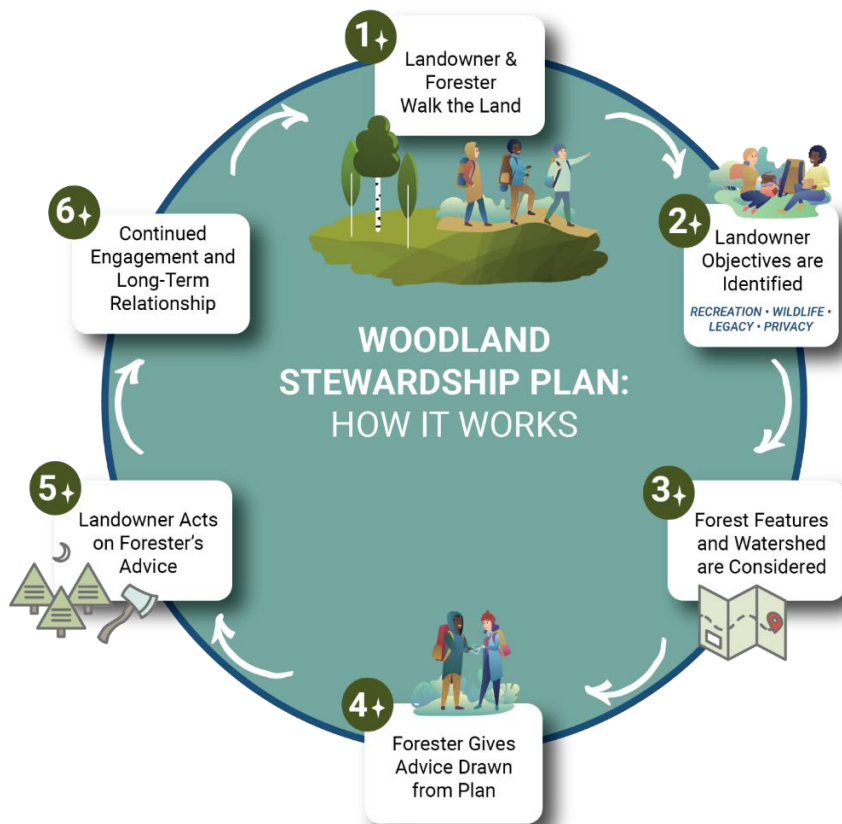 1
Landowner &
Forester
Walk the Land
2
Landowner
Objectives are
Identified
RECREATION • WILDLIFE •
LEGACY • PRIVACY
WOODLAND
STEWARDSHIP PLAN:
HOW IT WORKS
3
Forest Features
and Watershed
are Considered
4
Forester Gives
Advice Drawn
from Plan
5
Landowner Acts
on Forester’s
Advice
6
Continued
Engagement and
Long-Term
Relationship